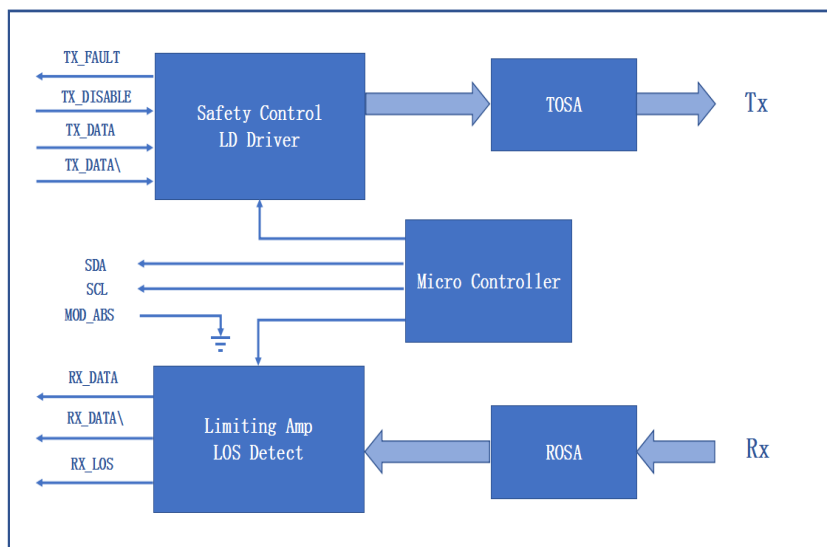 TX_FAULT
TX_DISABLE
TX_DATA
TX_DATA\
Safety Control
LD Driver
TOSA
Tx
SDA
SCL
MOD_ABS
Micro Controller
RX_DATA
RX_DATA\
RX_LOS
Limiting Amp
LOS Detect
ROSA
Rx